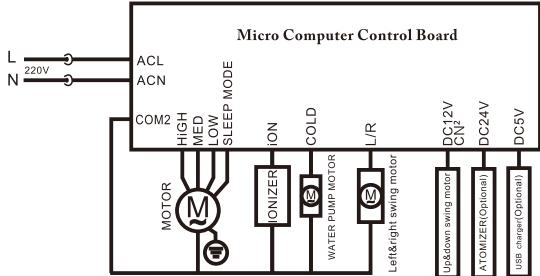 Micro Computer Control Board
L
220V
N
ACL
ACN
COM2
HiGH
MED
LOW
SLEEP MODE
iON
COLD
L/R
DC12V
CN2
DC24V
DC5V
MOTOR
M
~
IONIZER
M
WATER PUMP MOTOR
M
Left&right swing motor
Up&down swing motor
ATOMIZER(Optional)
USB charger(Optional)